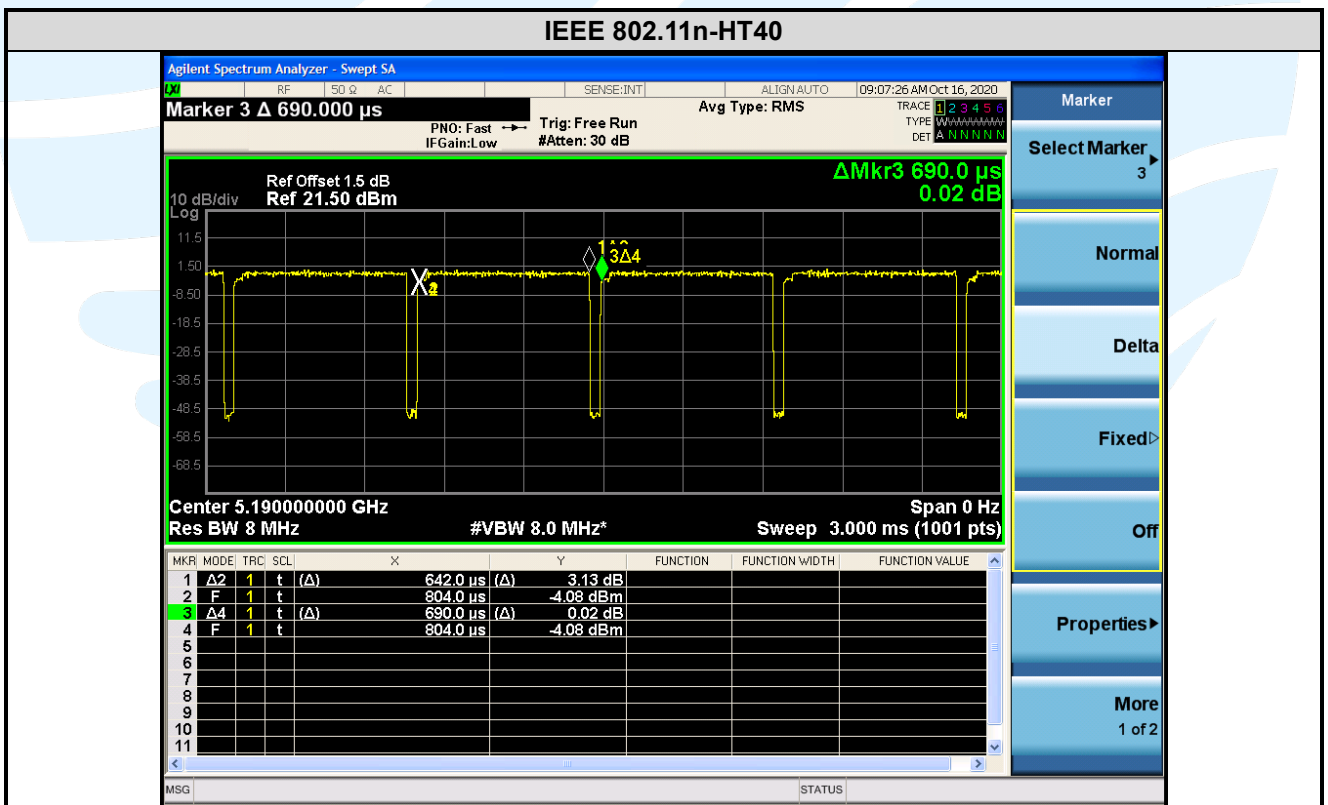 IEEE 802.11n-HT40
Agilent Spectrum Analyzer - Swept SA
LXI RF 50 Ω AC SENSE:INT ALIGN AUTO 09:07:26 AM Oct 16, 2020
Marker 3 Δ 690.000 µs
PNO: Fast
IFGain:Low
Trig: Free Run
#Atten: 30 dB
Avg Type: RMS
TRACE 1 2 3 4 5 6
TYPE
DET A N N N N N
ΔMkr3 690.0 µs
0.02 dB
Ref Offset 1.5 dB
10 dB/div Ref 21.50 dBm
Log
11.5
1.50
-8.50
-18.5
-28.5
-38.5
-48.5
-58.5
-68.5
3Δ4
Center 5.190000000 GHz Span 0 Hz
Res BW 8 MHz #VBW 8.0 MHz* Sweep 3.000 ms (1001 pts)
MKR MODE TRC SCL X Y FUNCTION FUNCTION WIDTH FUNCTION VALUE
1 Δ2 1 t (Δ) 642.0 µs (Δ) 3.13 dB
2 F 1 t 804.0 µs -4.08 dBm
3 Δ4 1 t (Δ) 690.0 µs (Δ) 0.02 dB
4 F 1 t 804.0 µs -4.08 dBm
5
6
7
8
9
10
11
MSG STATUS
Marker
Select Marker
3
Normal
Delta
Fixed
Off
Properties
More
1 of 2